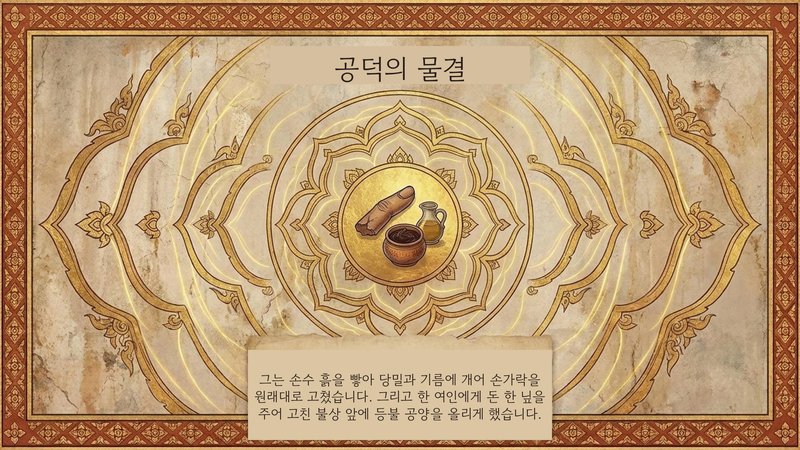 공덕의 물결
그는 손수 흙을 빻아 당밀과 기름에 개어 손가락을
원래대로 고쳤습니다. 그리고 한 여인에게 돈 한 닢을
주어 고친 불상 앞에 등불 공양을 올리게 했습니다.